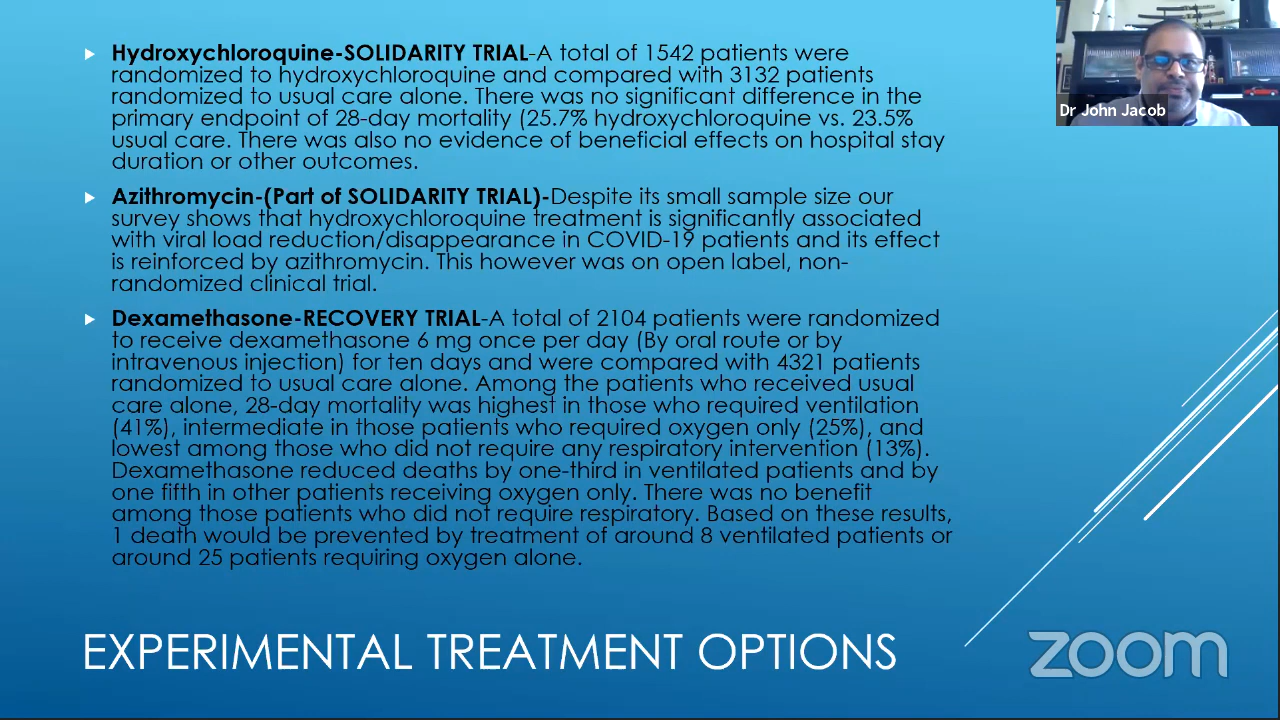 Hydroxychloroquine-SOLIDARITY TRIAL-A total of 1542 patients were
randomized to hydroxychloroquine and compared with 3132 patients
randomized to usual care alone. There was no significant difference in the
primary endpoint of 28-day mortality (25.7% hydroxychloroquine vs. 23.5%
usual care. There was also no evidence of beneficial effects on hospital stay
duration or other outcomes.
Azithromycin-(Part of SOLIDARITY TRIAL)-Despite its small sample size our
survey shows that hydroxychloroquine treatment is significantly associated
with viral load reduction/disappearance in COVID-19 patients and its effect
is reinforced by azithromycin. This however was on open label, non-
randomized clinical trial.
Dexamethasone-RECOVERY TRIAL-A total of 2104 patients were randomized
to receive dexamethasone 6 mg once per day (By oral route or by
intravenous injection) for ten days and were compared with 4321 patients
randomized to usual care alone. Among the patients who received usual
care alone, 28-day mortality was highest in those who required ventilation
(41%), intermediate in those patients who required oxygen only (25%), and
lowest among those who did not require any respiratory intervention (13%).
Dexamethasone reduced deaths by one-third in ventilated patients and by
one fifth in other patients receiving oxygen only. There was no benefit
among those patients who did not require respiratory. Based on these results,
1 death would be prevented by treatment of around 8 ventilated patients or
around 25 patients requiring oxygen alone.
EXPERIMENTAL TREATMENT OPTIONS
Dr John Jacob
zoom